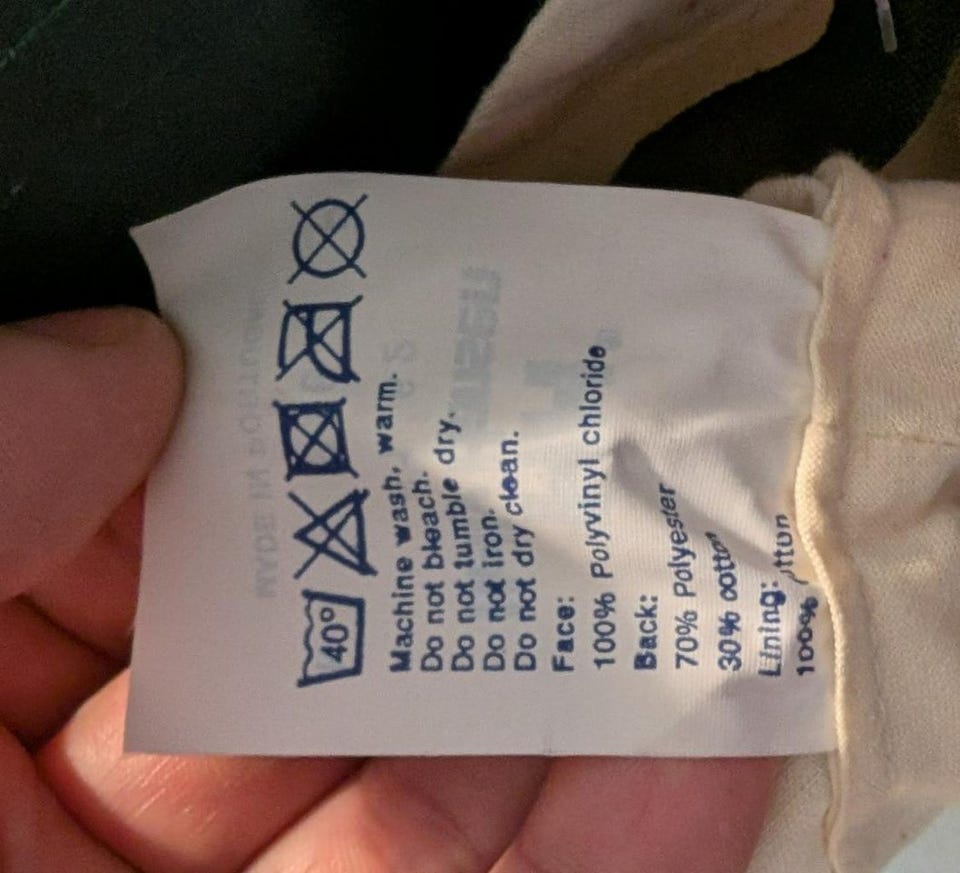 40°
Machine wash, warm.
Do not bleach.
Do not tumble dry.
Do not iron.
Do not dry clean.
Face:
100% Polyvinyl chloride
Back:
70% Polyester
30% cotton
Lining:
100%